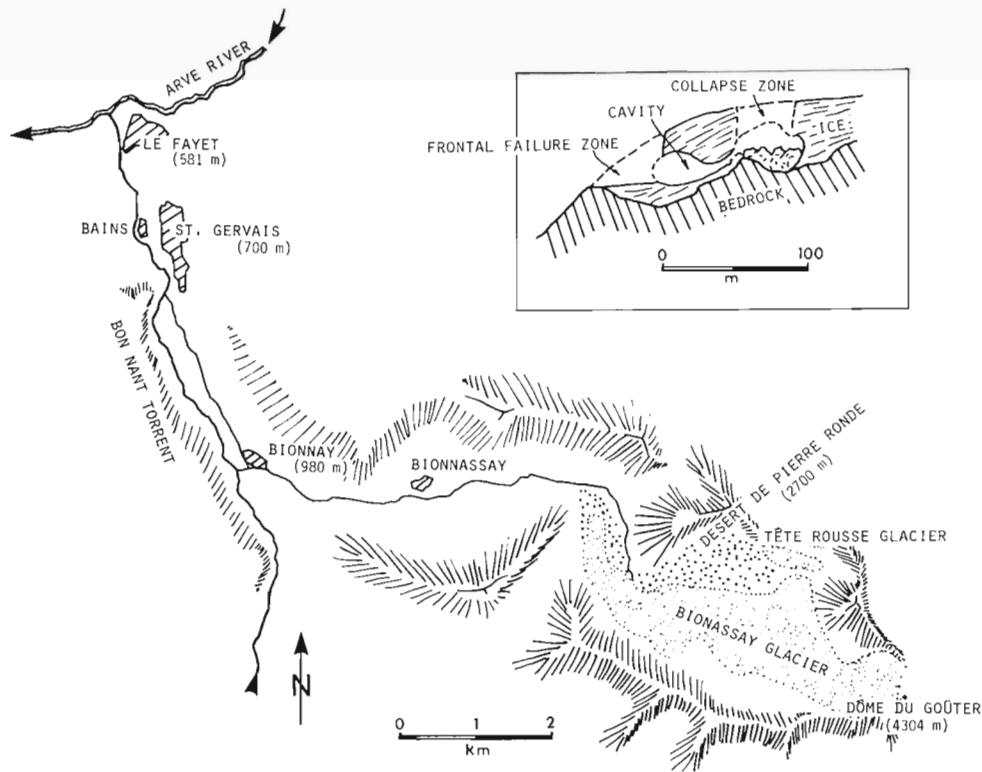 ARVE RIVER
LE FAYET
(581 m)
BAINS
ST. GERVAIS
(700 m)
BON NANT TORRENT
BIONNAY
(980 m)
BIONNASSAY
DESERT DE PIERRE RONDE
(2700 m)
TÊTE ROUSSE GLACIER
BIONASSAY GLACIER
DÔME DU GOÛTER
(4304 m)
N
0 1 2
km
COLLAPSE ZONE
CAVITY
ICE
FRONTAL FAILURE ZONE
BEDROCK
0 100
m